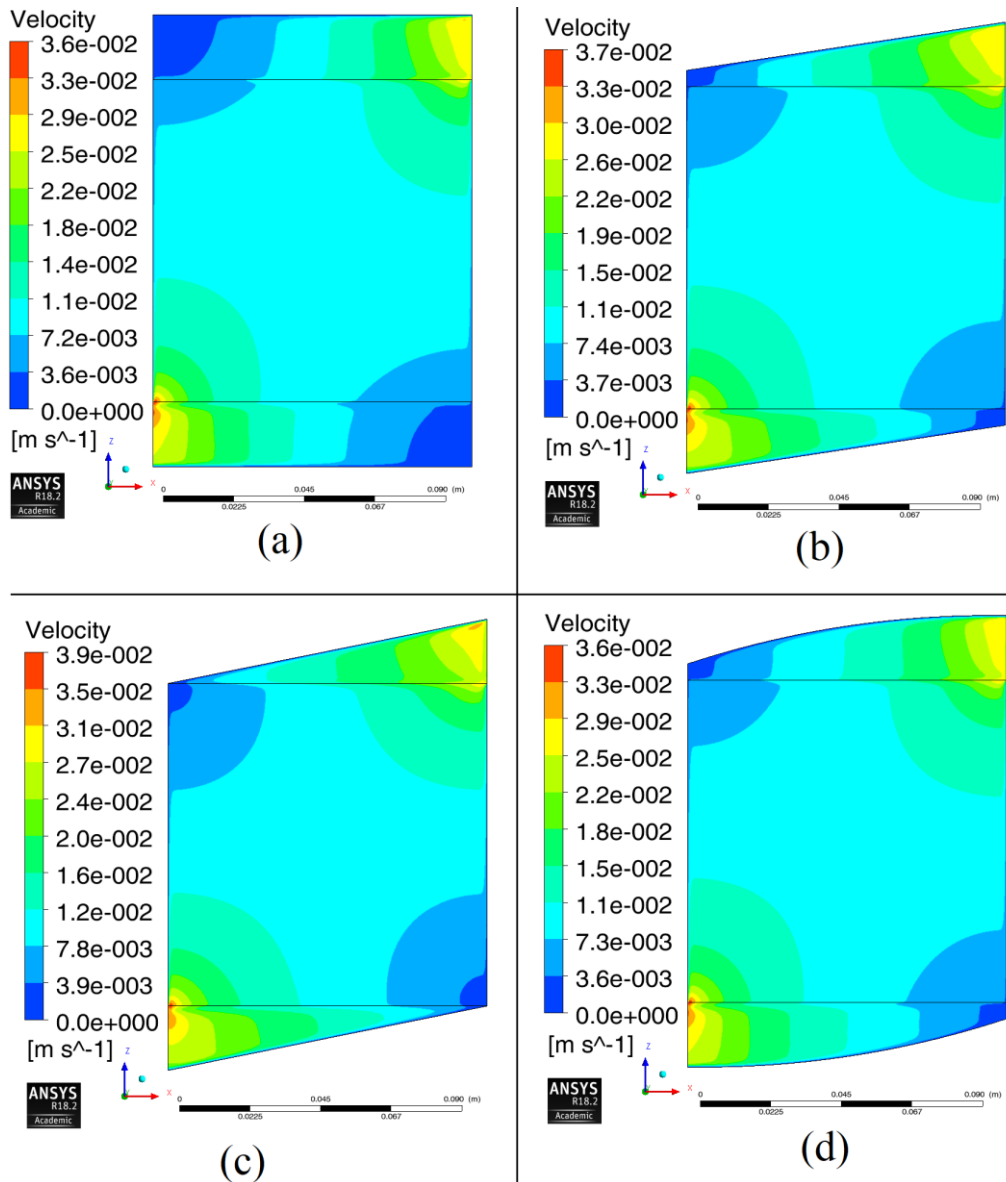 Velocity
3.6e-002
3.3e-002
2.9e-002
2.5e-002
2.2e-002
1.8e-002
1.4e-002
1.1e-002
7.2e-003
3.6e-003
0.0e+000
[m s^-1]
Z
Y
X
ANSYS
R18.2
Academic
0 0.045 0.090 (m)
0.0225 0.067
(a)
Velocity
3.7e-002
3.3e-002
3.0e-002
2.6e-002
2.2e-002
1.9e-002
1.5e-002
1.1e-002
7.4e-003
3.7e-003
0.0e+000
[m s^-1]
Z
Y
X
ANSYS
R18.2
Academic
0 0.045 0.090 (m)
0.0225 0.067
(b)
Velocity
3.9e-002
3.5e-002
3.1e-002
2.7e-002
2.4e-002
2.0e-002
1.6e-002
1.2e-002
7.8e-003
3.9e-003
0.0e+000
[m s^-1]
Z
Y
X
ANSYS
R18.2
Academic
0 0.045 0.090 (m)
0.0225 0.067
(c)
Velocity
3.6e-002
3.3e-002
2.9e-002
2.5e-002
2.2e-002
1.8e-002
1.5e-002
1.1e-002
7.3e-003
3.6e-003
0.0e+000
[m s^-1]
Z
Y
X
ANSYS
R18.2
Academic
0 0.045 0.090 (m)
0.0225 0.067
(d)